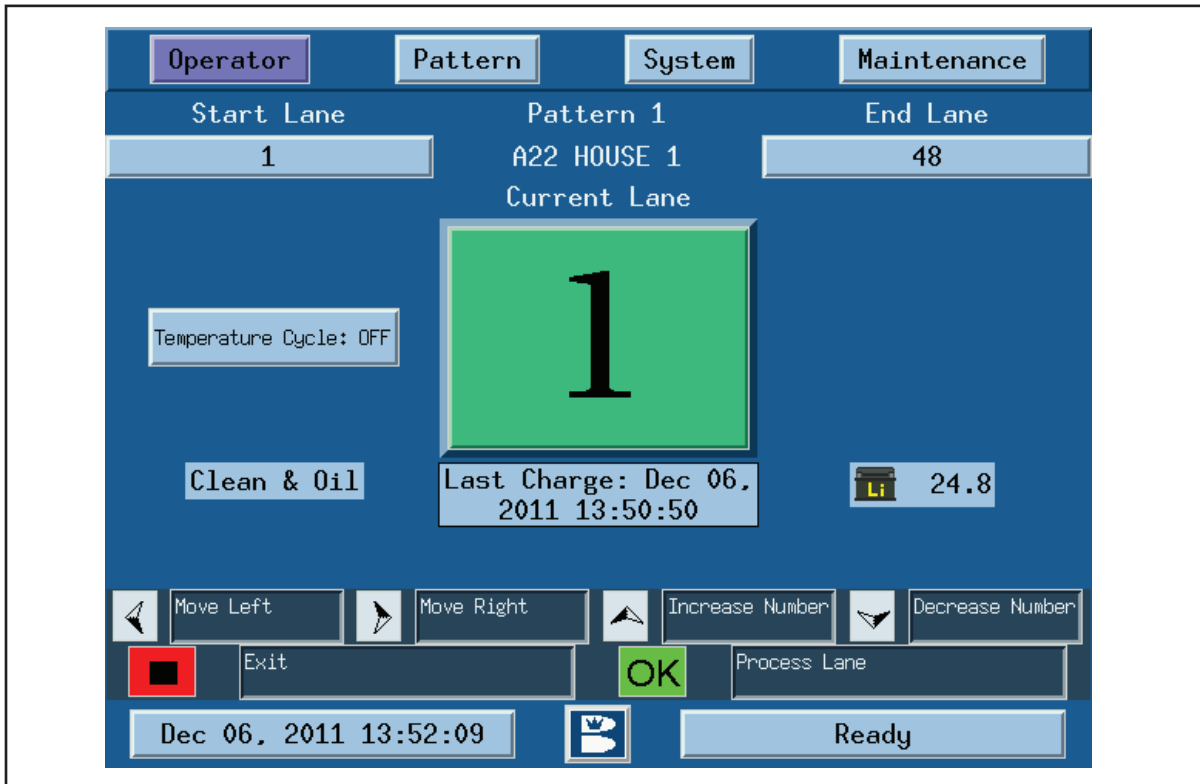 Operator Pattern System Maintenance
Start Lane Pattern 1 End Lane
1 A22 HOUSE 1 48
Current Lane
1
Temperature Cycle: OFF
Clean & Oil Last Charge: Dec 06, Li 24.8
2011 13:50:50
Move Left Move Right Increase Number Decrease Number
Exit OK Process Lane
Dec 06, 2011 13:52:09 Ready